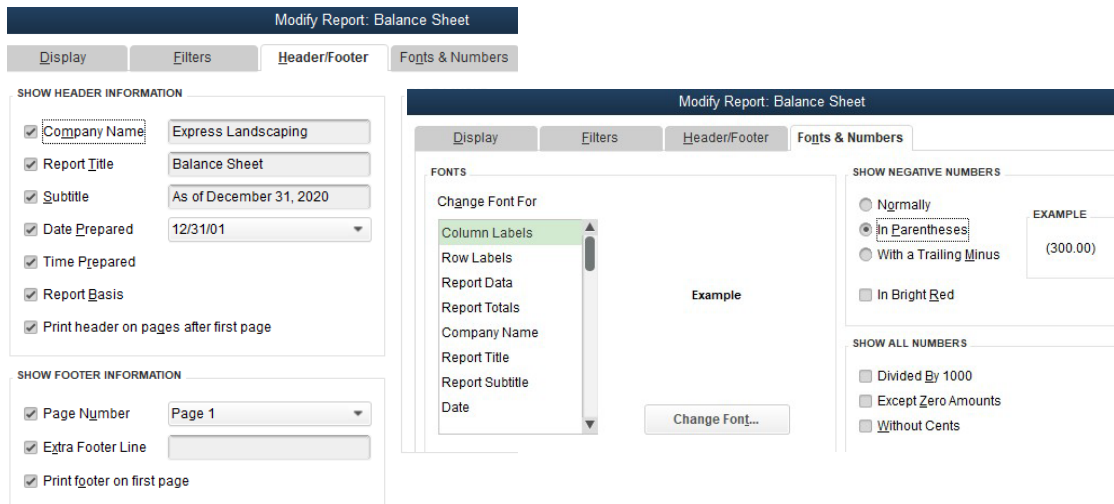 Modify Report: Balance Sheet
Display Filters Header/Footer Fonts & Numbers
SHOW HEADER INFORMATION
Company Name Express Landscaping
Report Title Balance Sheet
Subtitle As of December 31, 2020
Date Prepared 12/31/01
Time Prepared
Report Basis
Print header on pages after first page
SHOW FOOTER INFORMATION
Page Number Page 1
Extra Footer Line
Print footer on first page
Modify Report: Balance Sheet
Display Filters Header/Footer Fonts & Numbers
FONTS
Change Font For
Column Labels
Row Labels
Report Data
Report Totals
Company Name
Report Title
Report Subtitle
Date
Example
Change Font...
SHOW NEGATIVE NUMBERS
Normally
In Parentheses
With a Trailing Minus
In Bright Red
EXAMPLE
(300.00)
SHOW ALL NUMBERS
Divided By 1000
Except Zero Amounts
Without Cents